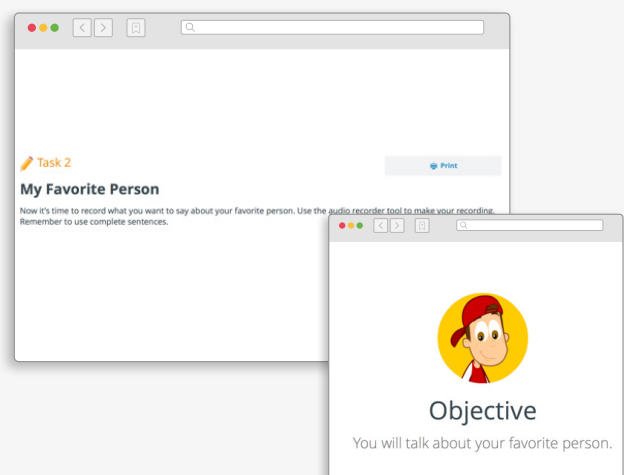 Task 2
Print
My Favorite Person
Now it's time to record what you want to say about your favorite person. Use the audio recorder tool to make your recording.
Remember to use complete sentences.
Objective
You will talk about your favorite person.